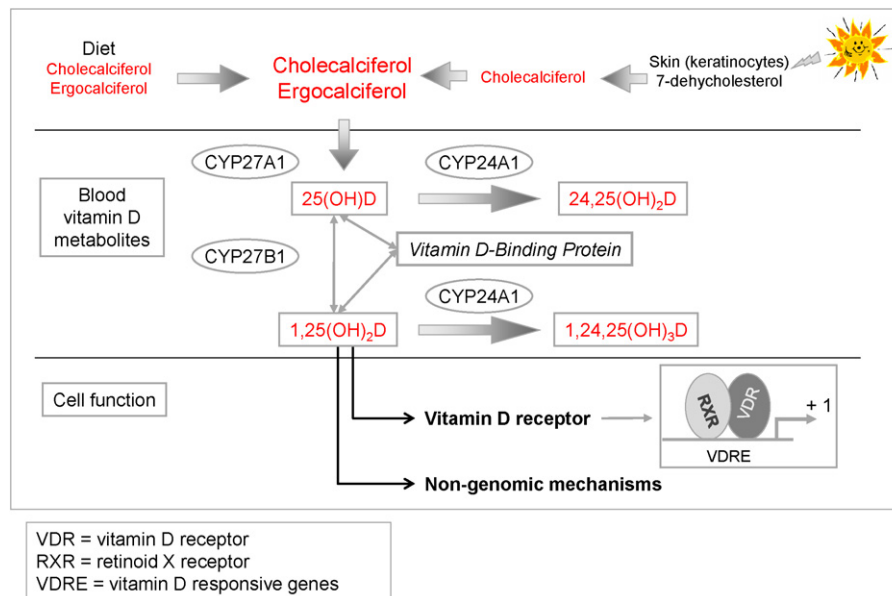 Diet
Cholecalciferol
Ergocalciferol
Cholecalciferol
Ergocalciferol
Cholecalciferol
Skin (keratinocytes)
7-dehycholesterol
Blood
vitamin D
metabolites
CYP27A1
CYP24A1
25(OH)D
24,25(OH)₂D
CYP27B1
Vitamin D-Binding Protein
CYP24A1
1,25(OH)₂D
1,24,25(OH)₃D
Cell function
Vitamin D receptor
RXR
VDR
+ 1
VDRE
Non-genomic mechanisms
VDR = vitamin D receptor
RXR = retinoid X receptor
VDRE = vitamin D responsive genes